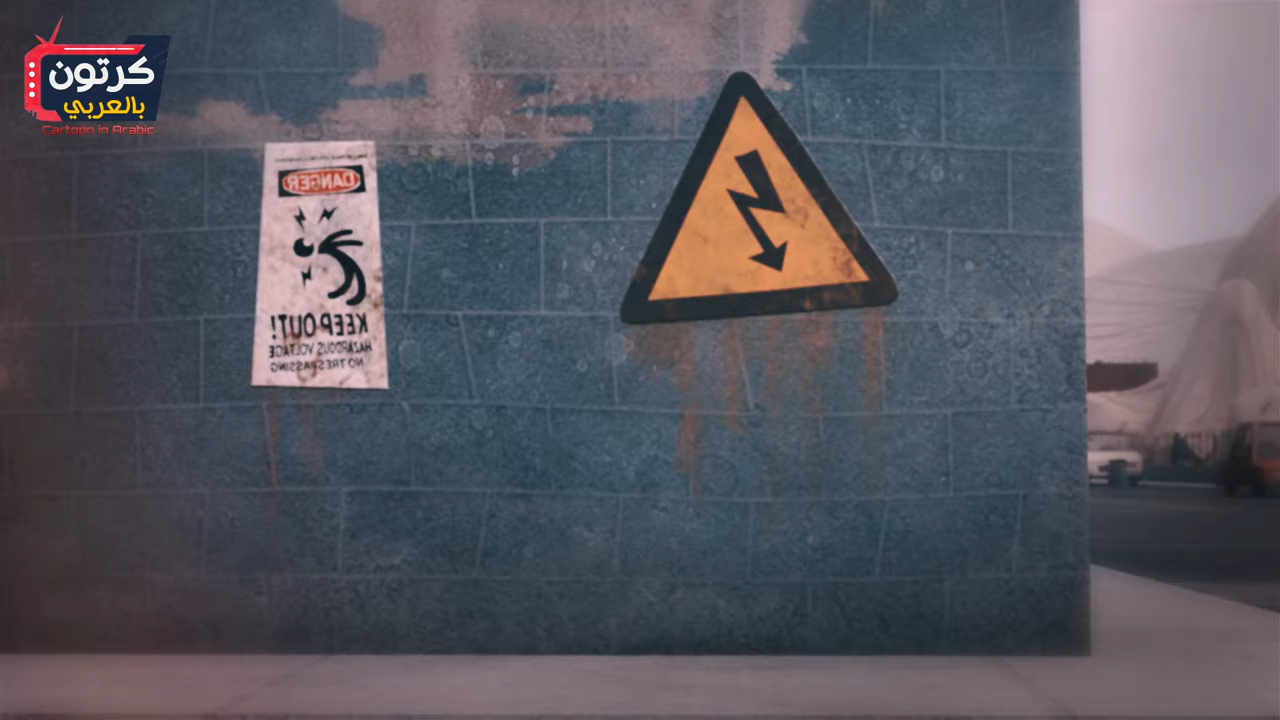 كرتون
بالعربي
Cartoon in Arabic
DANGER
KEEP OUT!
HAZARDOUS VOLTAGE
NO TRESPASSING